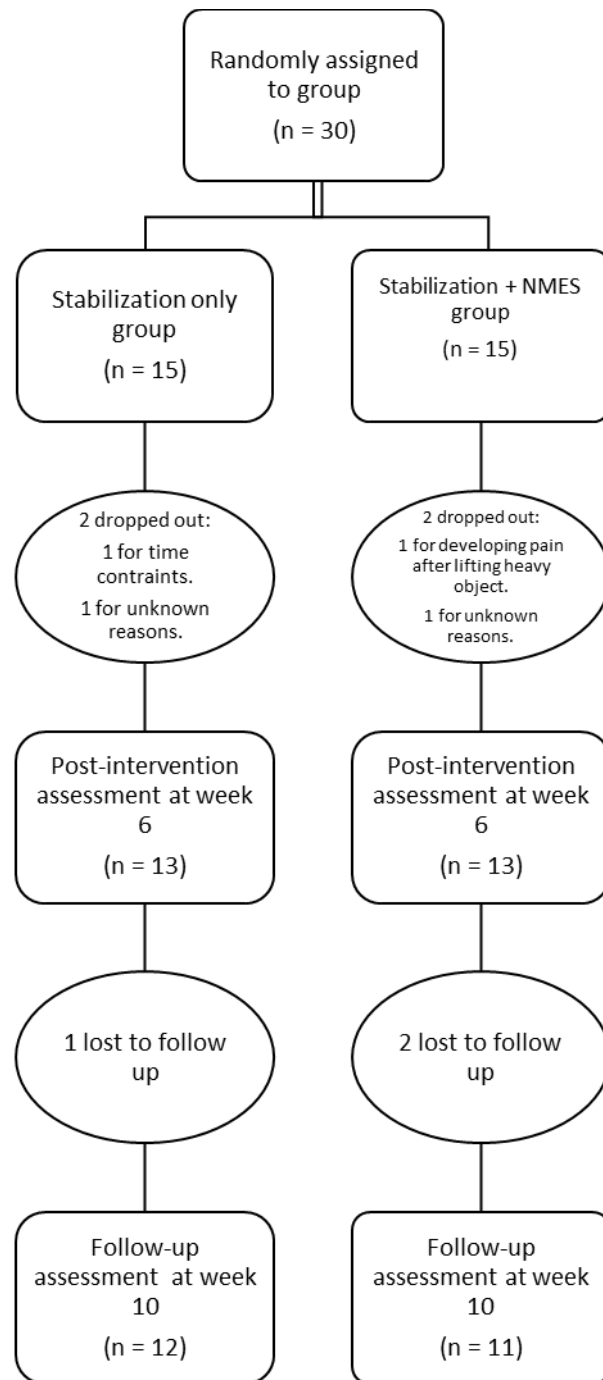 Randomly assigned
to group
(n = 30)
Stabilization only
group
(n = 15)
Stabilization + NMES
group
(n = 15)
2 dropped out:
1 for time
contraints.
1 for unknown
reasons.
2 dropped out:
1 for developing pain
after lifting heavy
object.
1 for unknown
reasons.
Post-intervention
assessment at week
6
(n = 13)
Post-intervention
assessment at week
6
(n = 13)
1 lost to follow
up
2 lost to follow
up
Follow-up
assessment at week
10
(n = 12)
Follow-up
assessment at week
10
(n = 11)